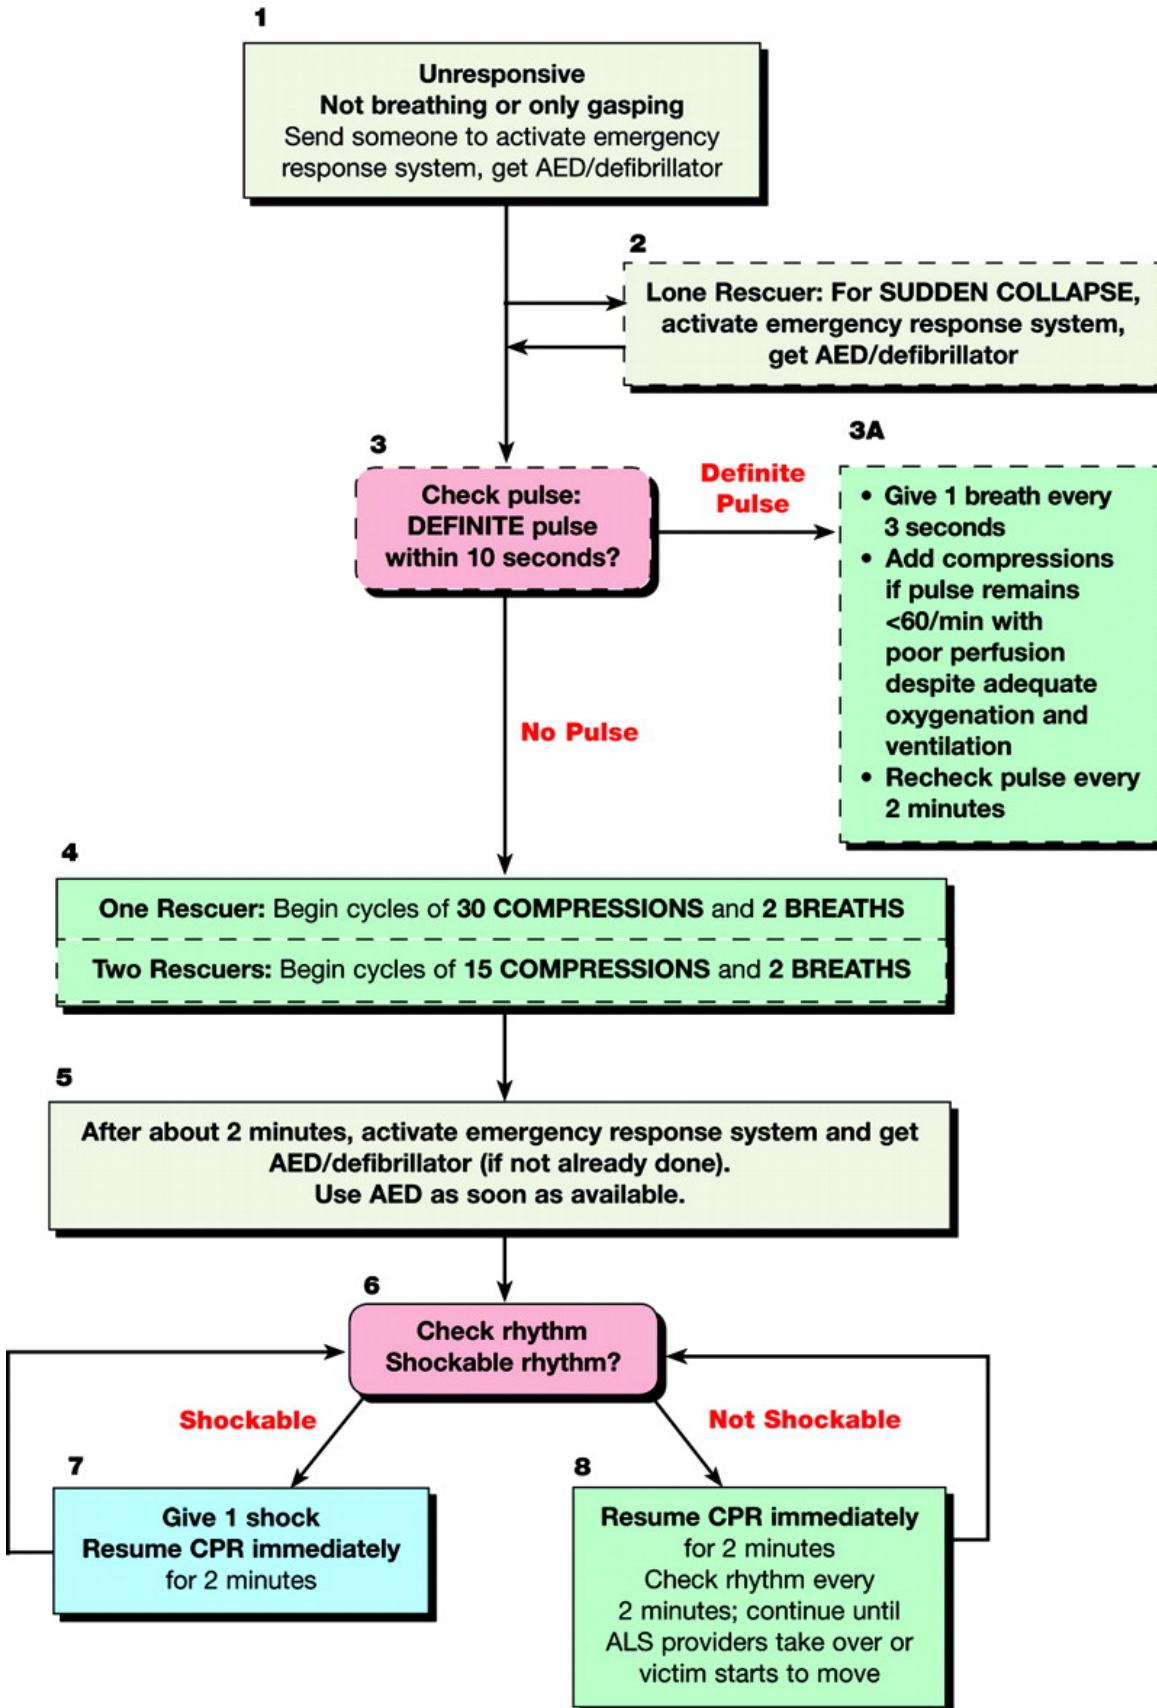 1
Unresponsive
Not breathing or only gasping
Send someone to activate emergency
response system, get AED/defibrillator
2
Lone Rescuer: For SUDDEN COLLAPSE,
activate emergency response system,
get AED/defibrillator
3
Check pulse:
DEFINITE pulse
within 10 seconds?
Definite
Pulse
3A
• Give 1 breath every
3 seconds
• Add compressions
if pulse remains
<60/min with
poor perfusion
despite adequate
oxygenation and
ventilation
• Recheck pulse every
2 minutes
No Pulse
4
One Rescuer: Begin cycles of 30 COMPRESSIONS and 2 BREATHS
Two Rescuers: Begin cycles of 15 COMPRESSIONS and 2 BREATHS
5
After about 2 minutes, activate emergency response system and get
AED/defibrillator (if not already done).
Use AED as soon as available.
6
Check rhythm
Shockable rhythm?
Shockable
Not Shockable
7
Give 1 shock
Resume CPR immediately
for 2 minutes
8
Resume CPR immediately
for 2 minutes
Check rhythm every
2 minutes; continue until
ALS providers take over or
victim starts to move